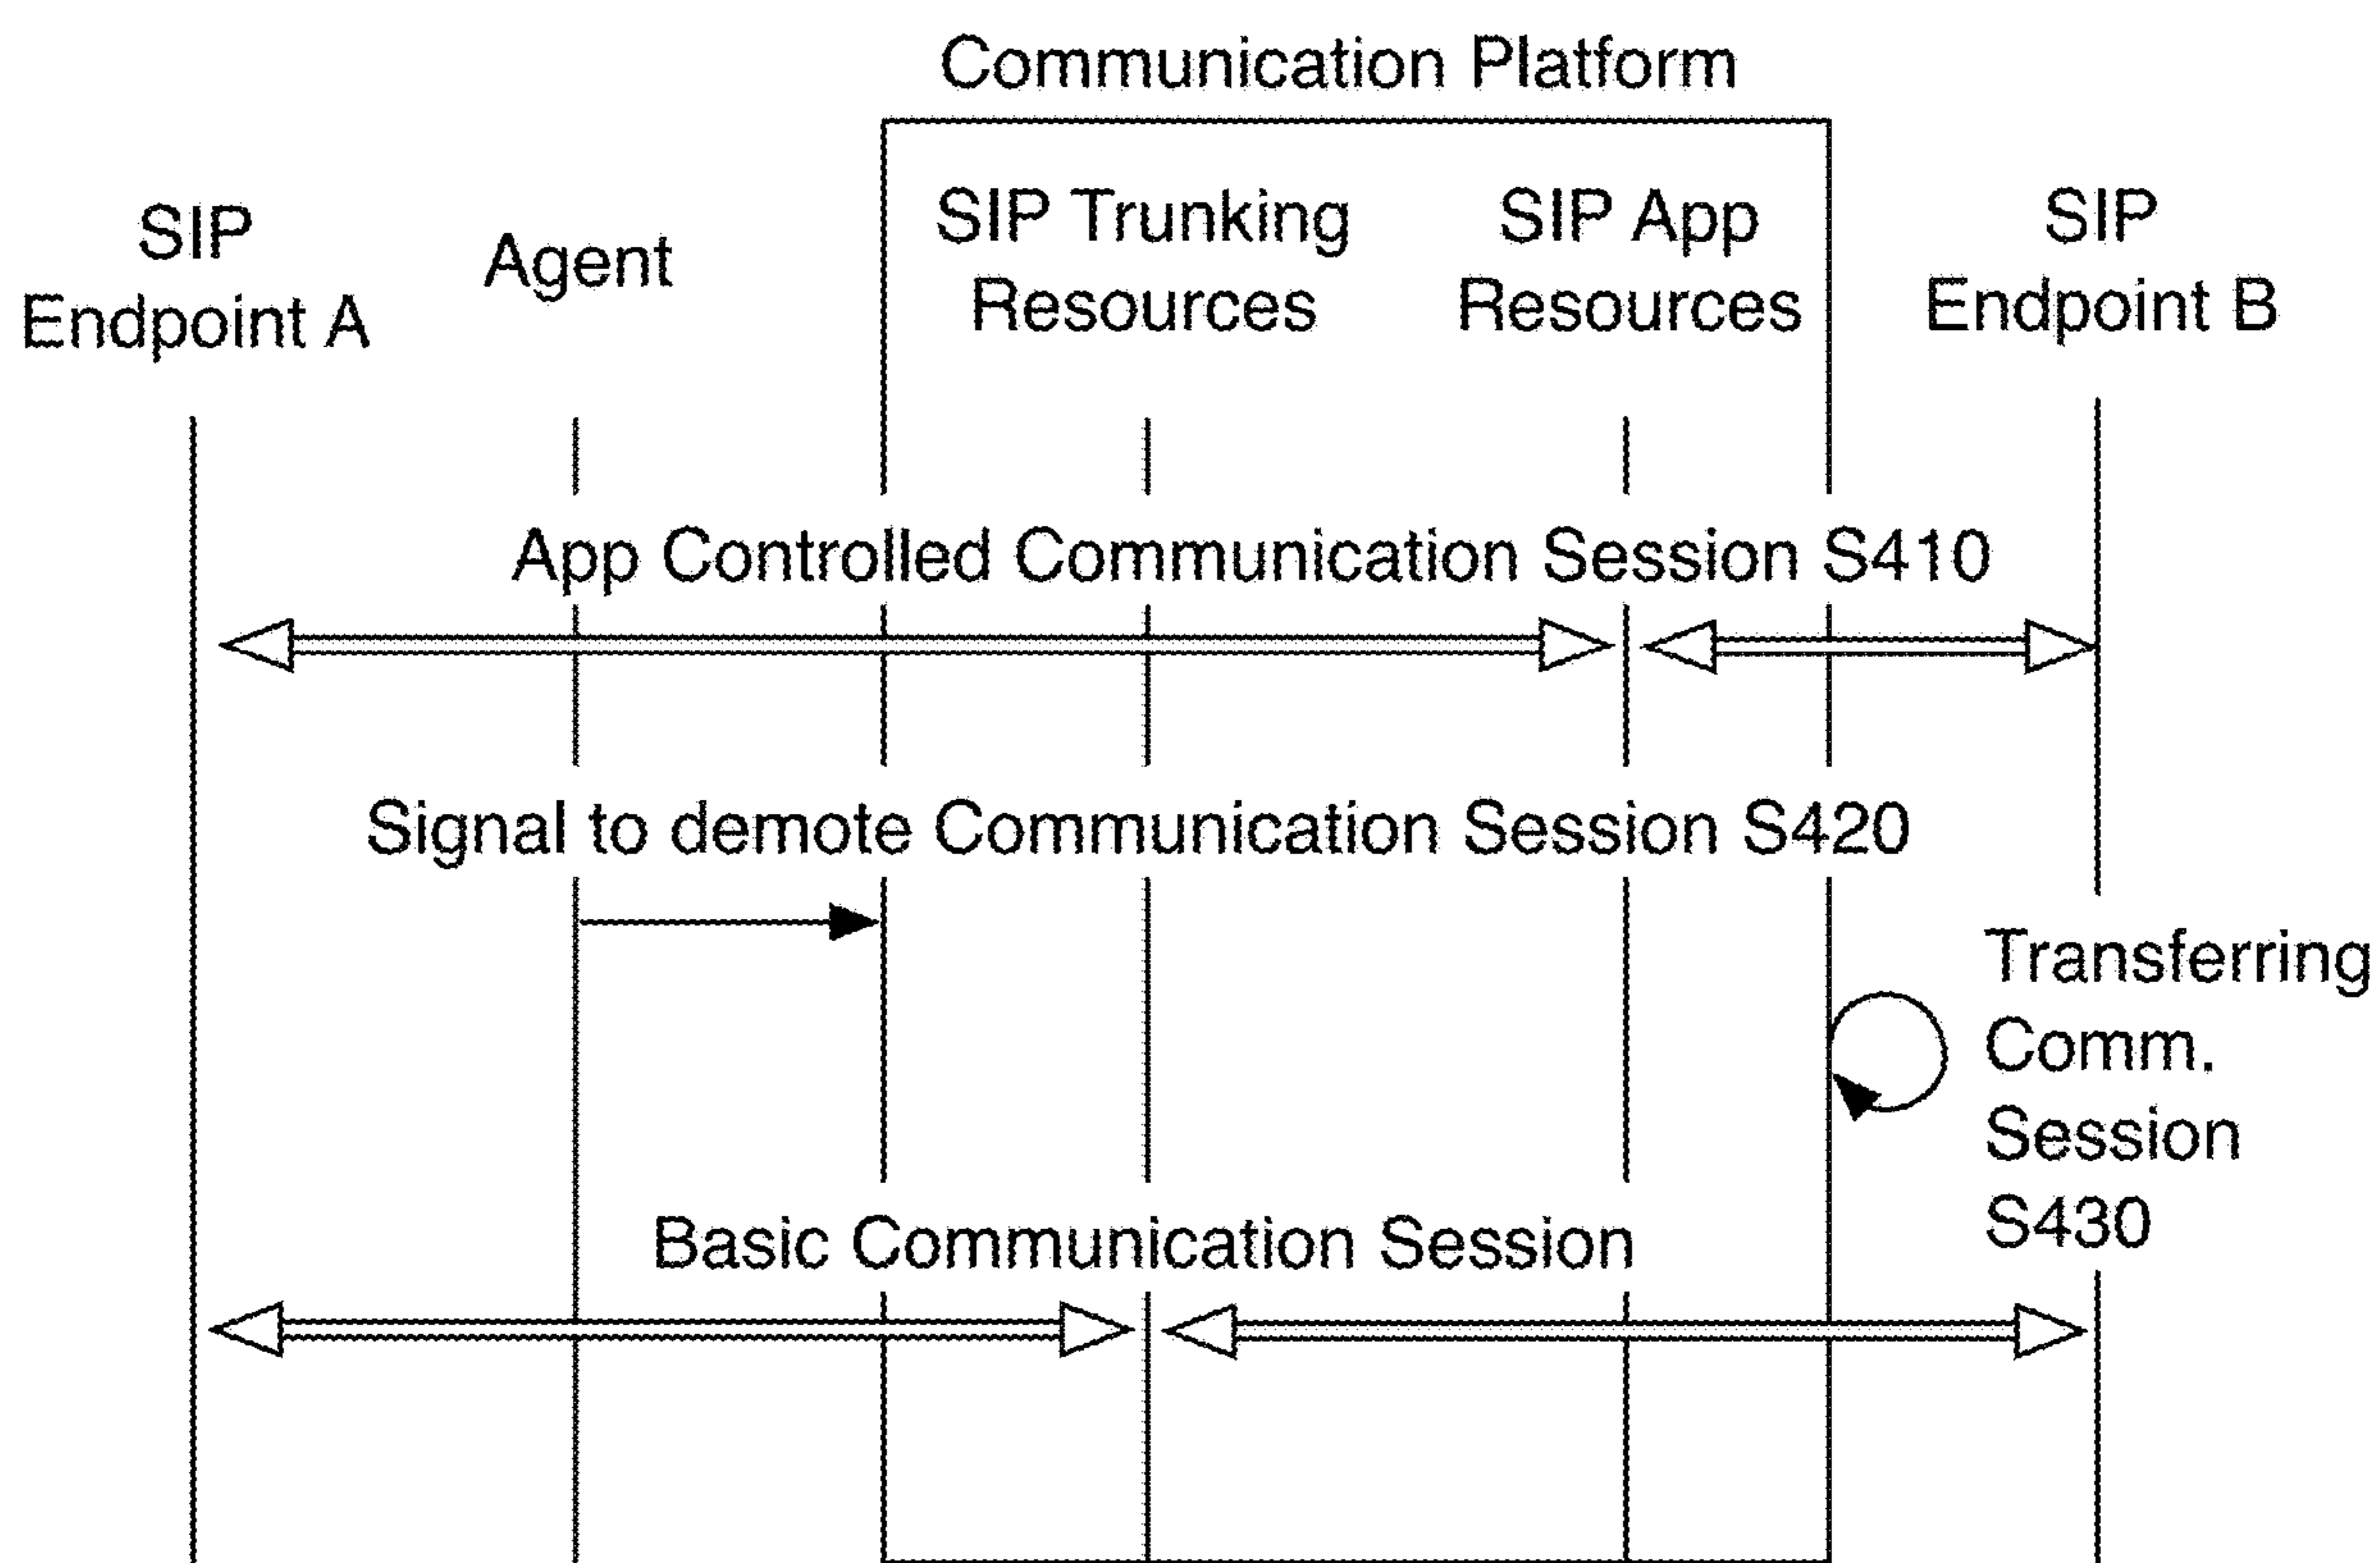 Communication Platform
SIP
Endpoint A
Agent
SIP Trunking
Resources
SIP App
Resources
SIP
Endpoint B
App Controlled Communication Session S410
Signal to demote Communication Session S420
Transferring
Comm.
Session
S430
Basic Communication Session